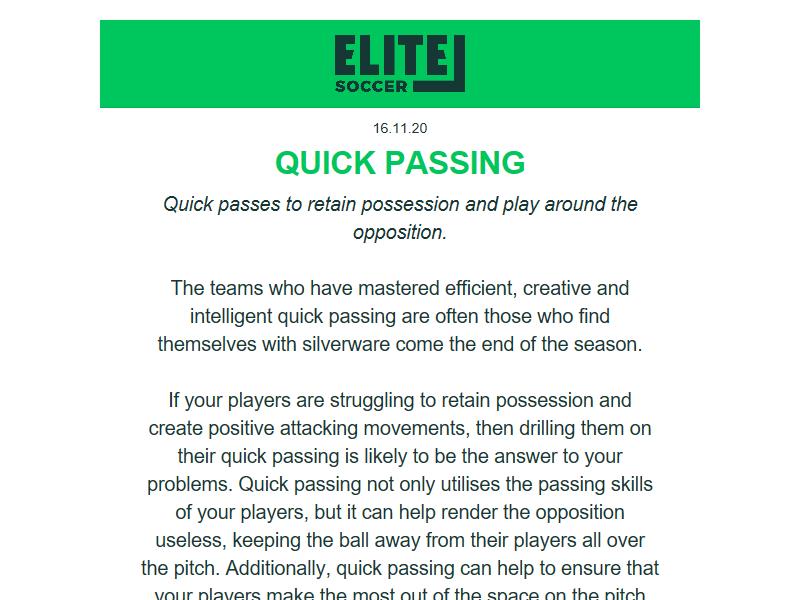 ELITE
SOCCER
16.11.20
QUICK PASSING
Quick passes to retain possession and play around the
opposition.
The teams who have mastered efficient, creative and
intelligent quick passing are often those who find
themselves with silverware come the end of the season.
If your players are struggling to retain possession and
create positive attacking movements, then drilling them on
their quick passing is likely to be the answer to your
problems. Quick passing not only utilises the passing skills
of your players, but it can help render the opposition
useless, keeping the ball away from their players all over
the pitch. Additionally, quick passing can help to ensure that
your players make the most out of the space on the pitch